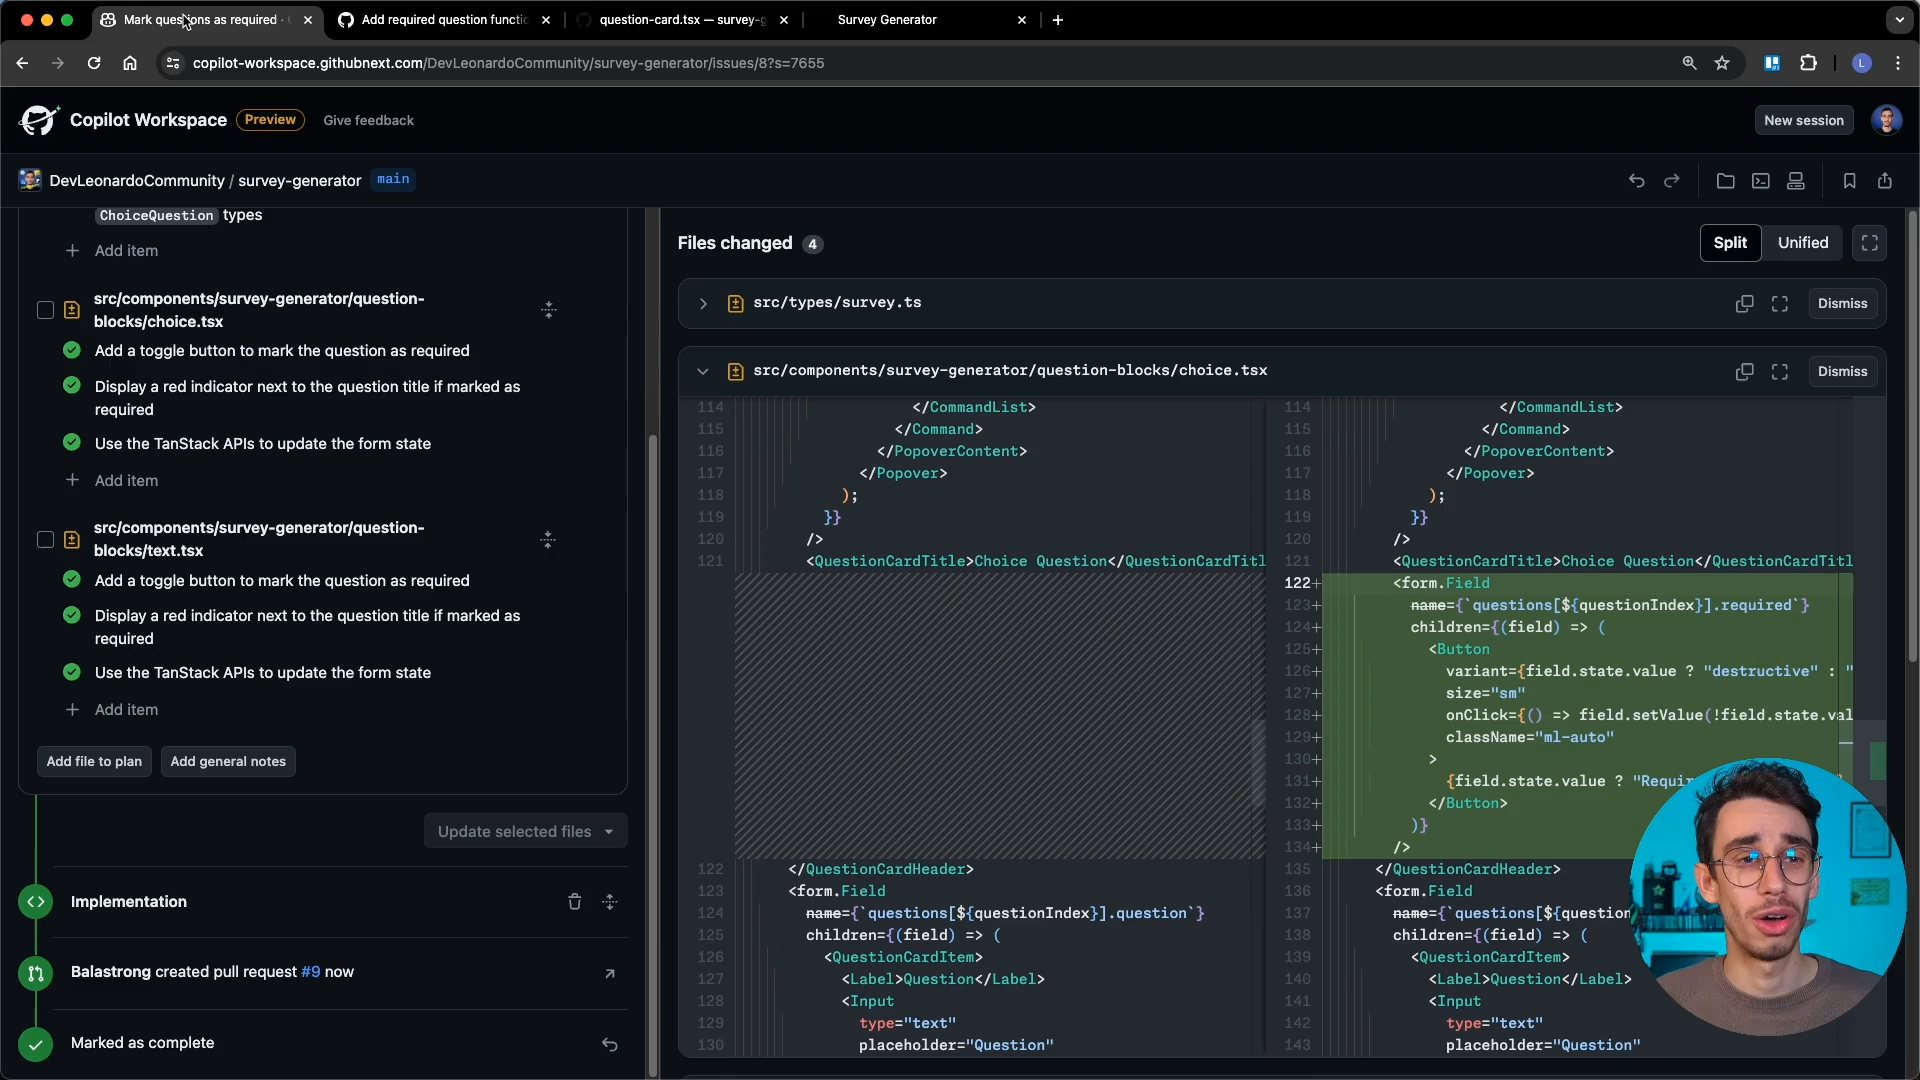 Mark questions as required ·
Add required question functi
question-card.tsx — survey-g
Survey Generator
copilot-workspace.githubnext.com/DevLeonardoCommunity/survey-generator/issues/8?s=7655
L
Copilot Workspace
Preview
Give feedback
New session
DevLeonardoCommunity / survey-generator
main
ChoiceQuestion types
Add item
src/components/survey-generator/question-
blocks/choice.tsx
Add a toggle button to mark the question as required
Display a red indicator next to the question title if marked as
required
Use the TanStack APIs to update the form state
Add item
src/components/survey-generator/question-
blocks/text.tsx
Add a toggle button to mark the question as required
Display a red indicator next to the question title if marked as
required
Use the TanStack APIs to update the form state
Add item
Add file to plan
Add general notes
Update selected files
Implementation
Balastrong created pull request #9 now
Marked as complete
Files changed 4
Split
Unified
src/types/survey.ts
Dismiss
src/components/survey-generator/question-blocks/choice.tsx
Dismiss
114 </CommandList>
115 </Command>
116 </PopoverContent>
117 </Popover>
118 );
119 }}
120 />
121 <QuestionCardTitle>Choice Question</QuestionCardTitl
122 </QuestionCardHeader>
123 <form.Field
124 name={`questions[${questionIndex}].question`}
125 children={(field) => (
126 <QuestionCardItem>
127 <Label>Question</Label>
128 <Input
129 type="text"
130 placeholder="Question"
114 </CommandList>
115 </Command>
116 </PopoverContent>
117 </Popover>
118 );
119 }}
120 />
121 <QuestionCardTitle>Choice Question</QuestionCardTitl
122+ <form.Field
123+ name={`questions[${questionIndex}].required`}
124+ children={(field) => (
125+ <Button
126+ variant={field.state.value ? "destructive" : "
127+ size="sm"
128+ onClick={() => field.setValue(!field.state.val
129+ className="ml-auto"
130+ >
131+ {field.state.value ? "Requir
132+ </Button>
133+ )}
134+ />
135 </QuestionCardHeader>
136 <form.Field
137 name={`questions[${question
138 children={(field) => (
139 <QuestionCardItem>
140 <Label>Question</Label>
141 <Input
142 type="text"
143 placeholder="Question"